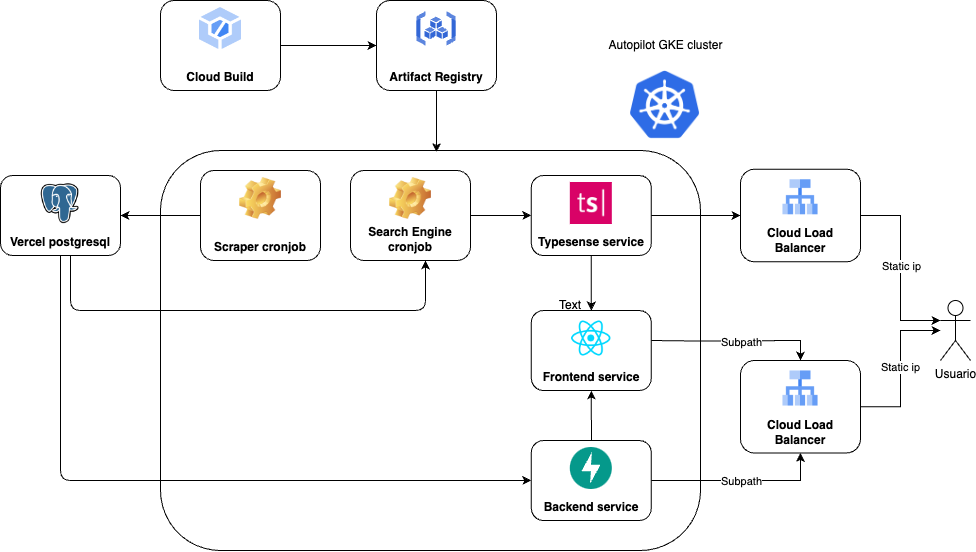 Cloud Build
Artifact Registry
Autopilot GKE cluster
Vercel postgresql
Scraper cronjob
Search Engine
cronjob
ts|
Typesense service
Cloud Load
Balancer
Static ip
Text
Frontend service
Subpath
Static ip
Usuario
Cloud Load
Balancer
Backend service
Subpath